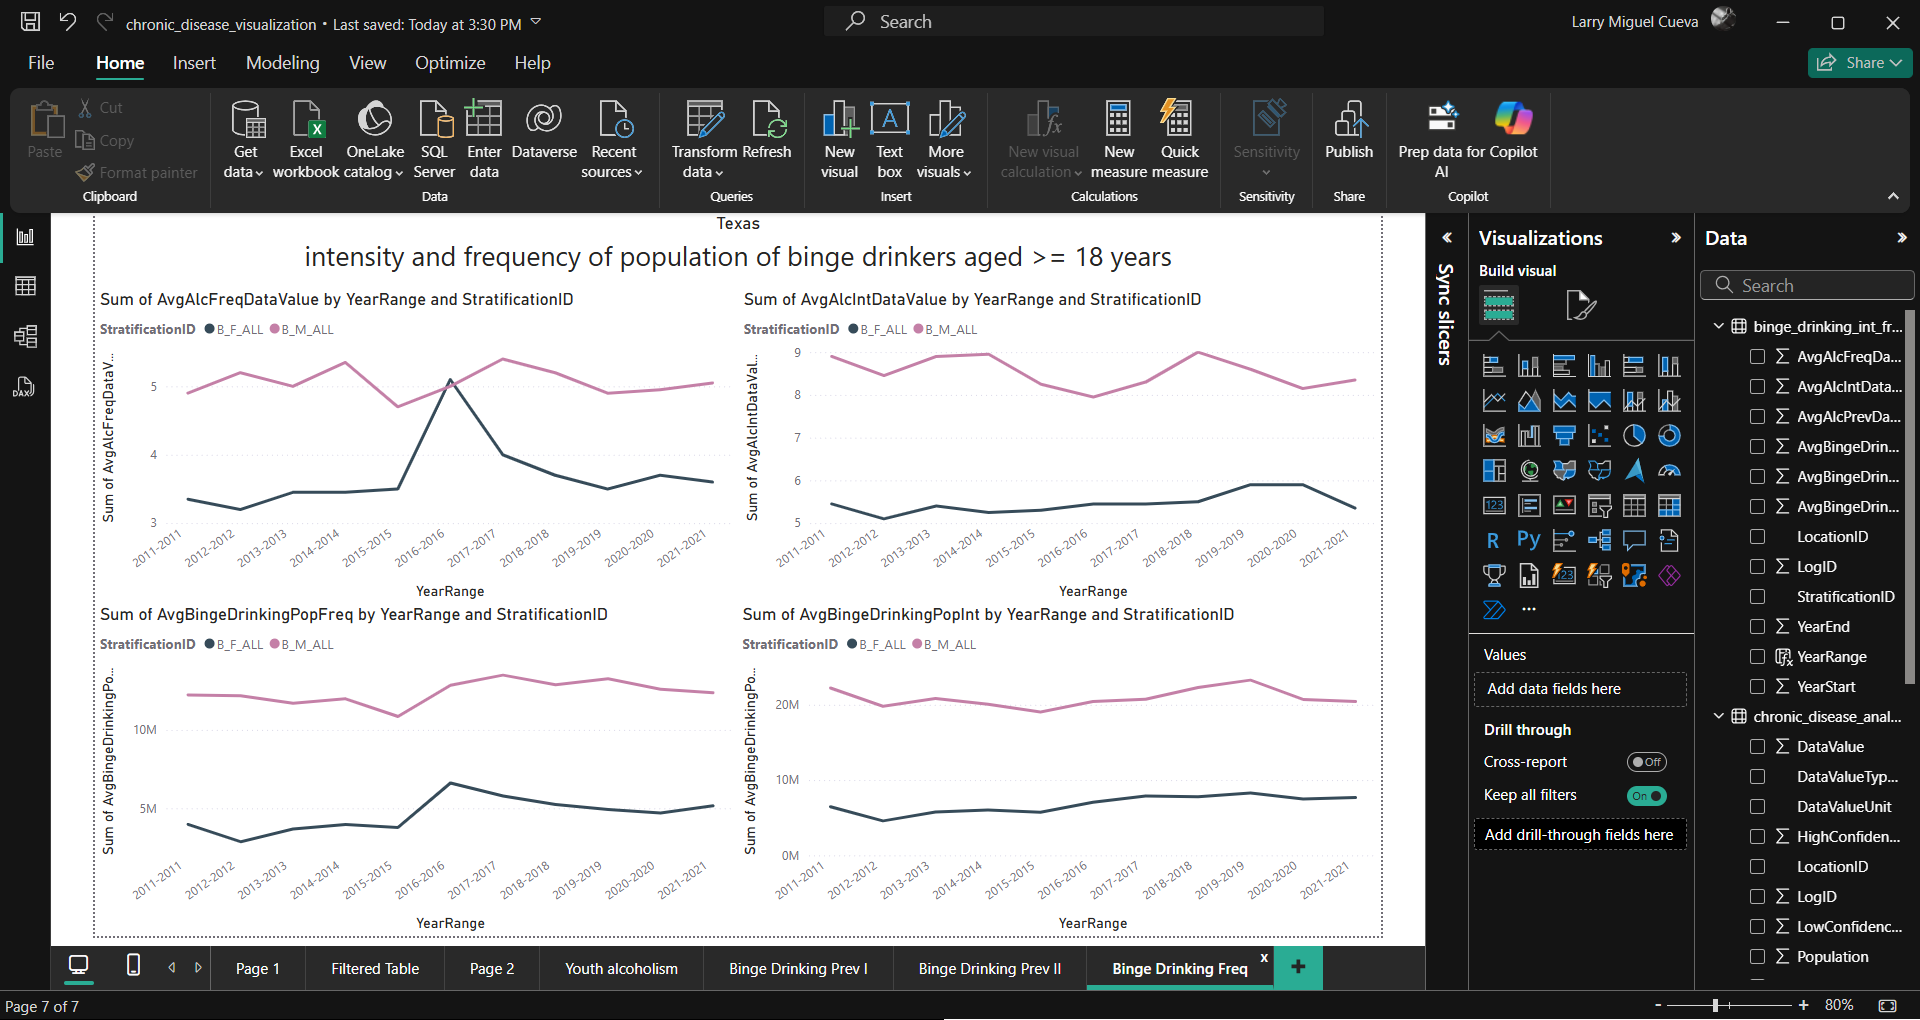 chronic_disease_visualization • Last saved: Today at 3:30 PM
Search
Larry Miguel Cueva
File Home Insert Modeling View Optimize Help
Share
Paste
Cut
Copy
Format painter
Clipboard
Get data
Excel workbook
OneLake catalog
SQL Server
Enter data
Dataverse
Recent sources
Data
Transform data
Refresh
Queries
New visual
Text box
More visuals
Insert
New visual calculation
New measure
Quick measure
Calculations
Sensitivity
Sensitivity
Publish
Share
Prep data for AI
Copilot
Copilot
Texas
intensity and frequency of population of binge drinkers aged >= 18 years
Sum of AvgAlcFreqDataValue by YearRange and StratificationID
StratificationID B_F_ALL B_M_ALL
Sum of AvgAlcFreqDataV...
5
4
3
2011-2011 2012-2012 2013-2013 2014-2014 2015-2015 2016-2016 2017-2017 2018-2018 2019-2019 2020-2020 2021-2021
YearRange
Sum of AvgAlcIntDataValue by YearRange and StratificationID
StratificationID B_F_ALL B_M_ALL
Sum of AvgAlcIntDataVal...
9
8
7
6
5
2011-2011 2012-2012 2013-2013 2014-2014 2015-2015 2016-2016 2017-2017 2018-2018 2019-2019 2020-2020 2021-2021
YearRange
Sum of AvgBingeDrinkingPopFreq by YearRange and StratificationID
StratificationID B_F_ALL B_M_ALL
Sum of AvgBingeDrinkingPo...
10M
5M
2011-2011 2012-2012 2013-2013 2014-2014 2015-2015 2016-2016 2017-2017 2018-2018 2019-2019 2020-2020 2021-2021
YearRange
Sum of AvgBingeDrinkingPopInt by YearRange and StratificationID
StratificationID B_F_ALL B_M_ALL
Sum of AvgBingeDrinkingPo...
20M
10M
0M
2011-2011 2012-2012 2013-2013 2014-2014 2015-2015 2016-2016 2017-2017 2018-2018 2019-2019 2020-2020 2021-2021
YearRange
Sync slicers
Visualizations
Build visual
R Py
123
123
Values
Add data fields here
Drill through
Cross-report Off
Keep all filters On
Add drill-through fields here
Data
Search
binge_drinking_int_fr...
AvgAlcFreqDa...
AvgAlcIntData...
AvgAlcPrevDa...
AvgBingeDrin...
AvgBingeDrin...
AvgBingeDrin...
LocationID
LogID
StratificationID
YearEnd
YearRange
YearStart
chronic_disease_anal...
DataValue
DataValueTyp...
DataValueUnit
HighConfiden...
LocationID
LogID
LowConfidenc...
Population
Page 1 Filtered Table Page 2 Youth alcoholism Binge Drinking Prev I Binge Drinking Prev II Binge Drinking Freq x +
Page 7 of 7
- + 80%